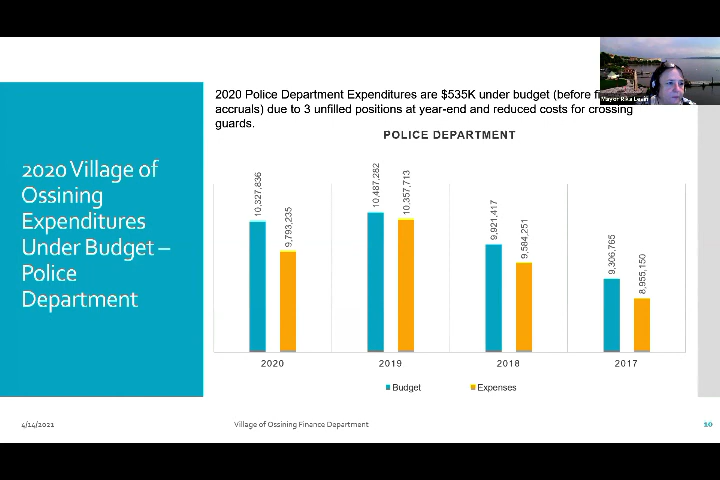 2020 Police Department Expenditures are $535K under budget (before
accruals) due to 3 unfilled positions at year-end and reduced costs for crossing
guards.
Mayor Rika Levin
2020 Village of
Ossining
Expenditures
Under Budget –
Police
Department
POLICE DEPARTMENT
10,327,836
9,793,235
10,487,282
10,357,713
9,921,417
9,584,251
9,306,765
8,955,150
2020
2019
2018
2017
Budget
Expenses
4/14/2021
Village of Ossining Finance Department
10